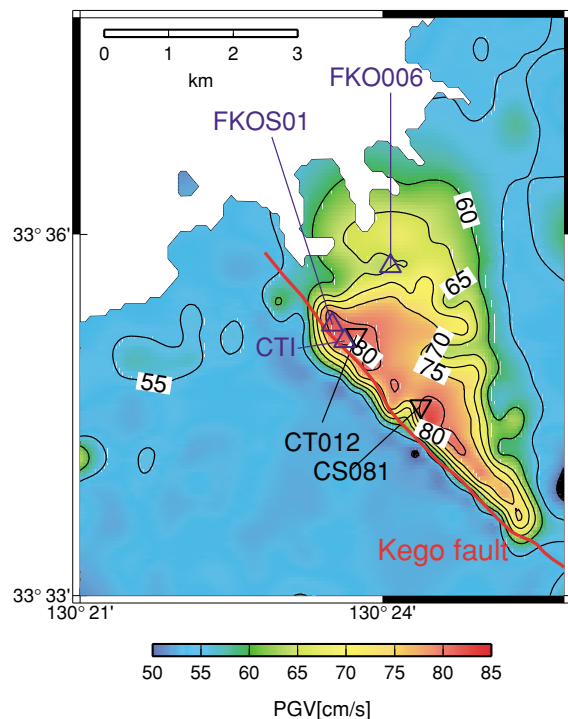 0 1 2 3
km
FKO006
FKOS01
60
33° 36'
65
70
CTI
80
75
55
CT012
80
CS081
Kego fault
33° 33'
130° 21' 130° 24'
50 55 60 65 70 75 80 85
PGV[cm/s]